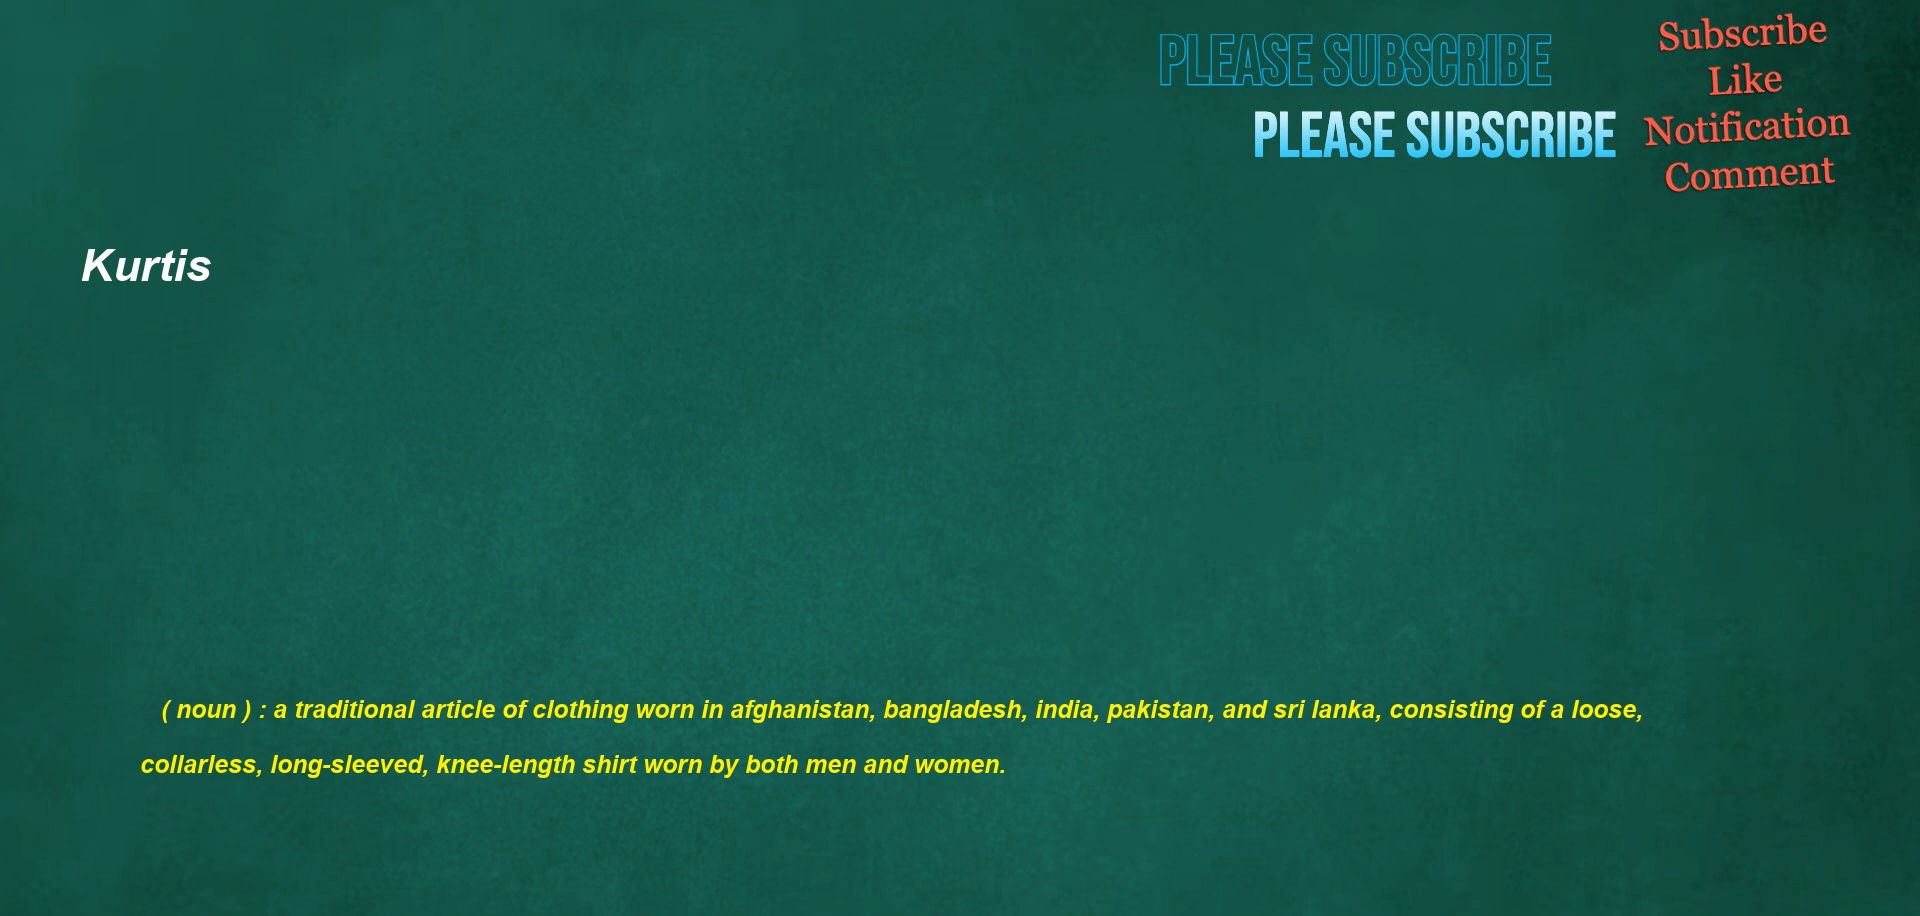 PLEASE SUBSCRIBE
PLEASE SUBSCRIBE
Subscribe
Like
Notification
Comment
Kurtis
( noun ) : a traditional article of clothing worn in afghanistan, bangladesh, india, pakistan, and sri lanka, consisting of a loose,
collarless, long-sleeved, knee-length shirt worn by both men and women.